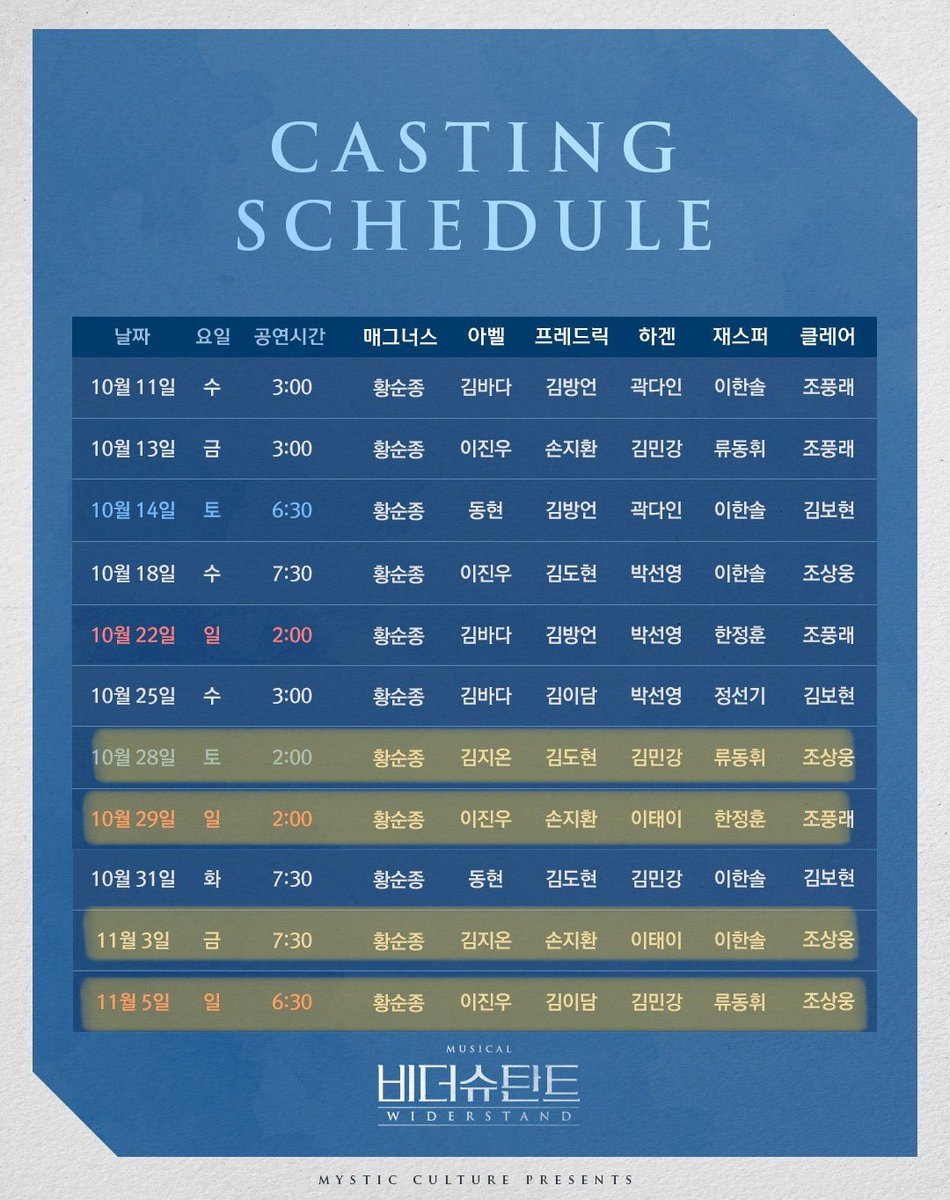 CASTING
SCHEDULE
날짜 요일 공연시간 매그너스 아벨 프레드릭 하겐 재스퍼 클레어
10월 11일 수 3:00 황순종 김바다 김방언 곽다인 이한솔 조풍래
10월 13일 금 3:00 황순종 이진우 손지환 김민강 류동휘 조풍래
10월 14일 토 6:30 황순종 동현 김방언 곽다인 이한솔 김보현
10월 18일 수 7:30 황순종 이진우 김도현 박선영 이한솔 조상웅
10월 22일 일 2:00 황순종 김바다 김방언 박선영 한정훈 조풍래
10월 25일 수 3:00 황순종 김바다 김이담 박선영 정선기 김보현
10월 28일 토 2:00 황순종 김지온 김도현 김민강 류동휘 조상웅
10월 29일 일 2:00 황순종 이진우 손지환 이태이 한정훈 조풍래
10월 31일 화 7:30 황순종 동현 김도현 김민강 이한솔 김보현
11월 3일 금 7:30 황순종 김지온 손지환 이태이 이한솔 조상웅
11월 5일 일 6:30 황순종 이진우 김이담 김민강 류동휘 조상웅
MUSICAL
비더슈탄트
WIDERSTAND
MYSTIC CULTURE PRESENTS